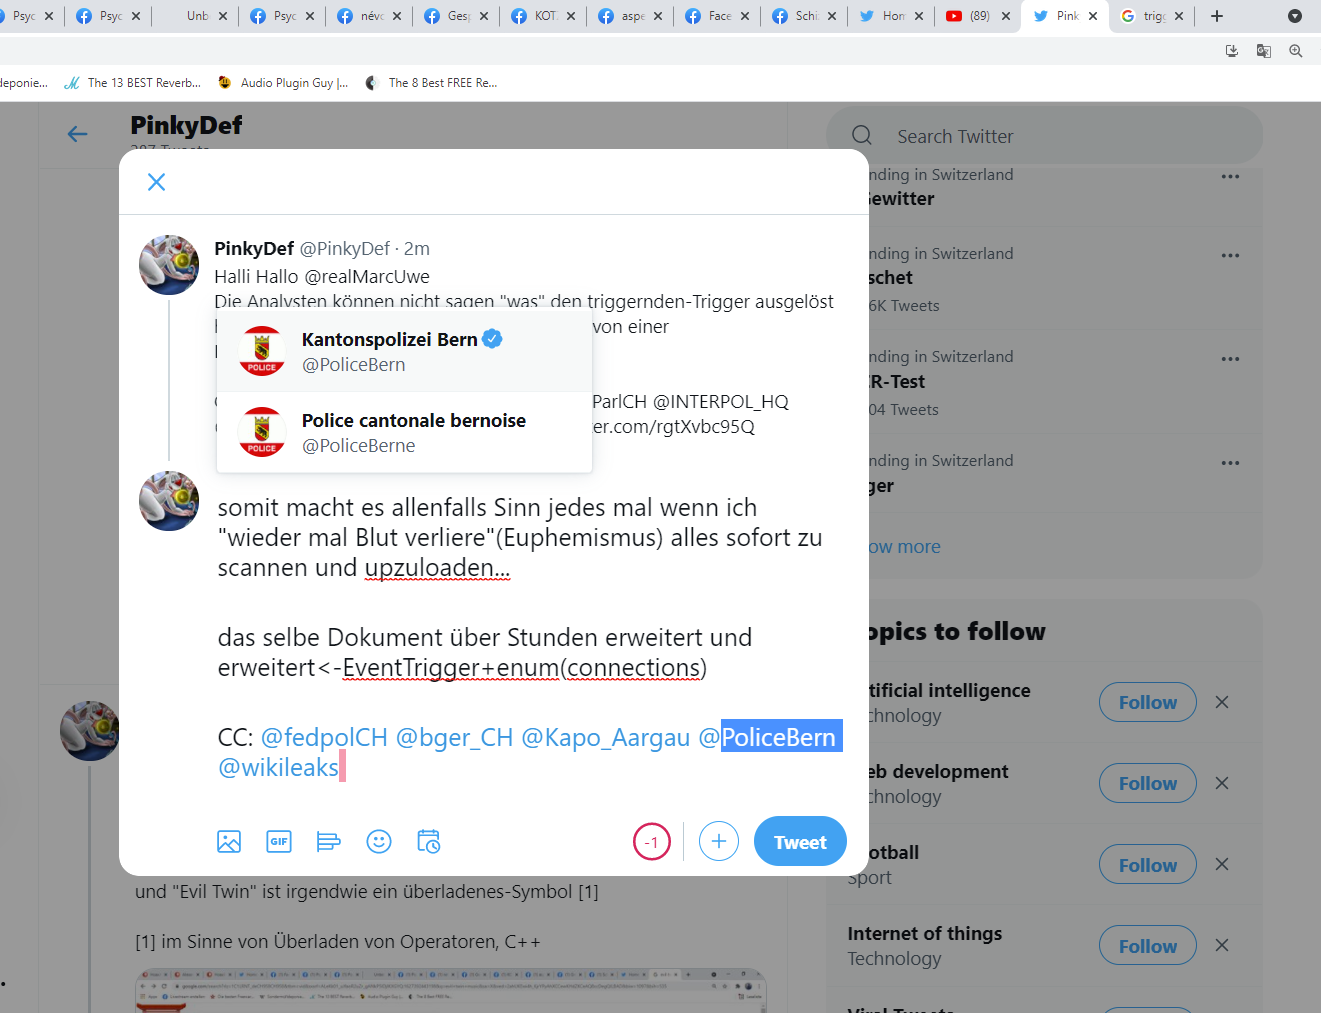 Psyc
Psyc
Unb
Psyc
névc
Gesp
KOT
aspe
Face
Schi
Hon
(89)
Pink
trigg
deponie...
The 13 BEST Reverb...
Audio Plugin Guy |...
The 8 Best FREE Re...
PinkyDef
Search Twitter
PinkyDef @PinkyDef · 2m
Halli Hallo @realMarcUwe
Die Analysten können nicht sagen "was" den triggernden-Trigger ausgelöst
von einer
ParlCH @INTERPOL_HQ
er.com/rgtXvbc95Q
Kantonspolizei Bern
@PoliceBern
POLICE
Police cantonale bernoise
@PoliceBerne
POLICE
somit macht es allenfalls Sinn jedes mal wenn ich
"wieder mal Blut verliere"(Euphemismus) alles sofort zu
scannen und upzuloaden...
das selbe Dokument über Stunden erweitert und
erweitert<-EventTrigger+enum(connections)
CC: @fedpolCH @bger_CH @Kapo_Aargau @PoliceBern
@wikileaks
GIF
-1
Tweet
und "Evil Twin" ist irgendwie ein überladenes-Symbol [1]
[1] im Sinne von Überladen von Operatoren, C++
nding in Switzerland
Gewitter
nding in Switzerland
schet
6K Tweets
nding in Switzerland
R-Test
04 Tweets
nding in Switzerland
ger
ow more
opics to follow
tificial intelligence
chnology
Follow
eb development
chnology
Follow
otball
Sport
Follow
Internet of things
Technology
Follow
Viral Tweets